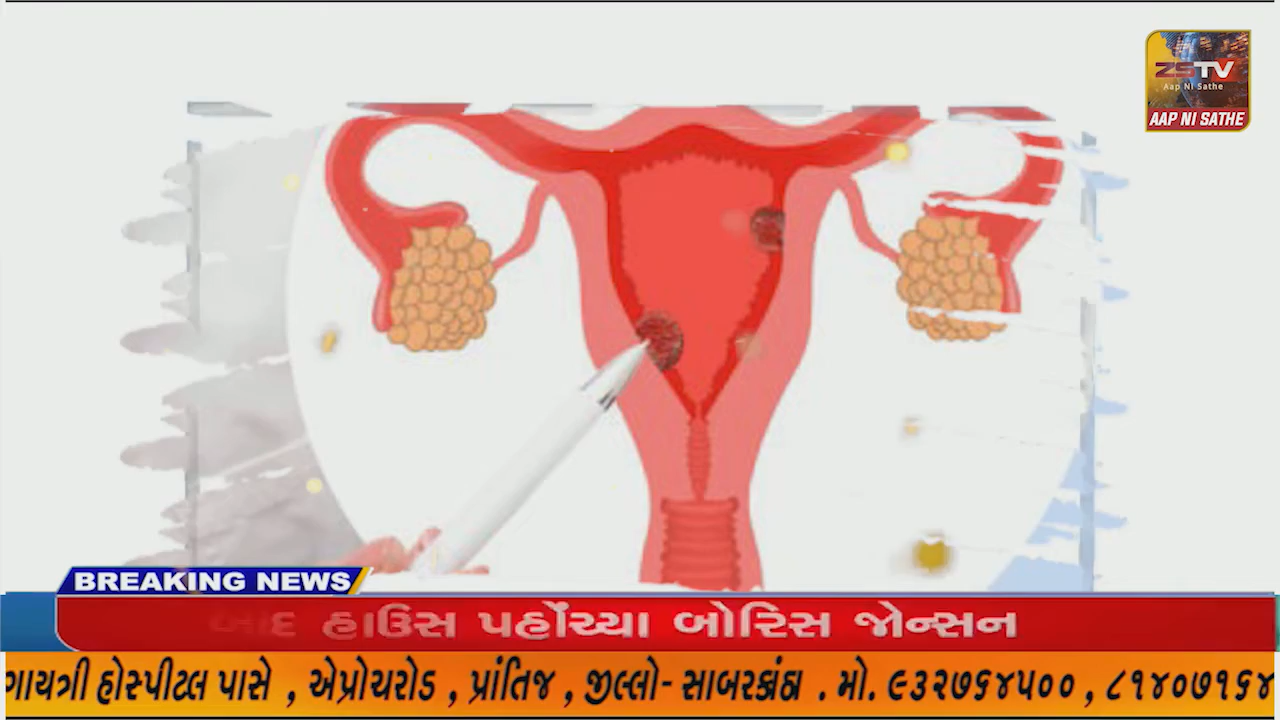 ZSTV
Aap Ni Sathe
AAP NI SATHE
BREAKING NEWS
બાદ હાઉસ પહોંચ્યા બોરિસ જોન્સન
ગાયત્રી હોસ્પીટલ પાસે , એપ્રોચરોડ , પ્રાંતિજ , જીલ્લો- સાબરકાંઠા . મો. ૯૩૨૭૬૪૫૦૦ , ૮૧૪૦૭૧૬૪